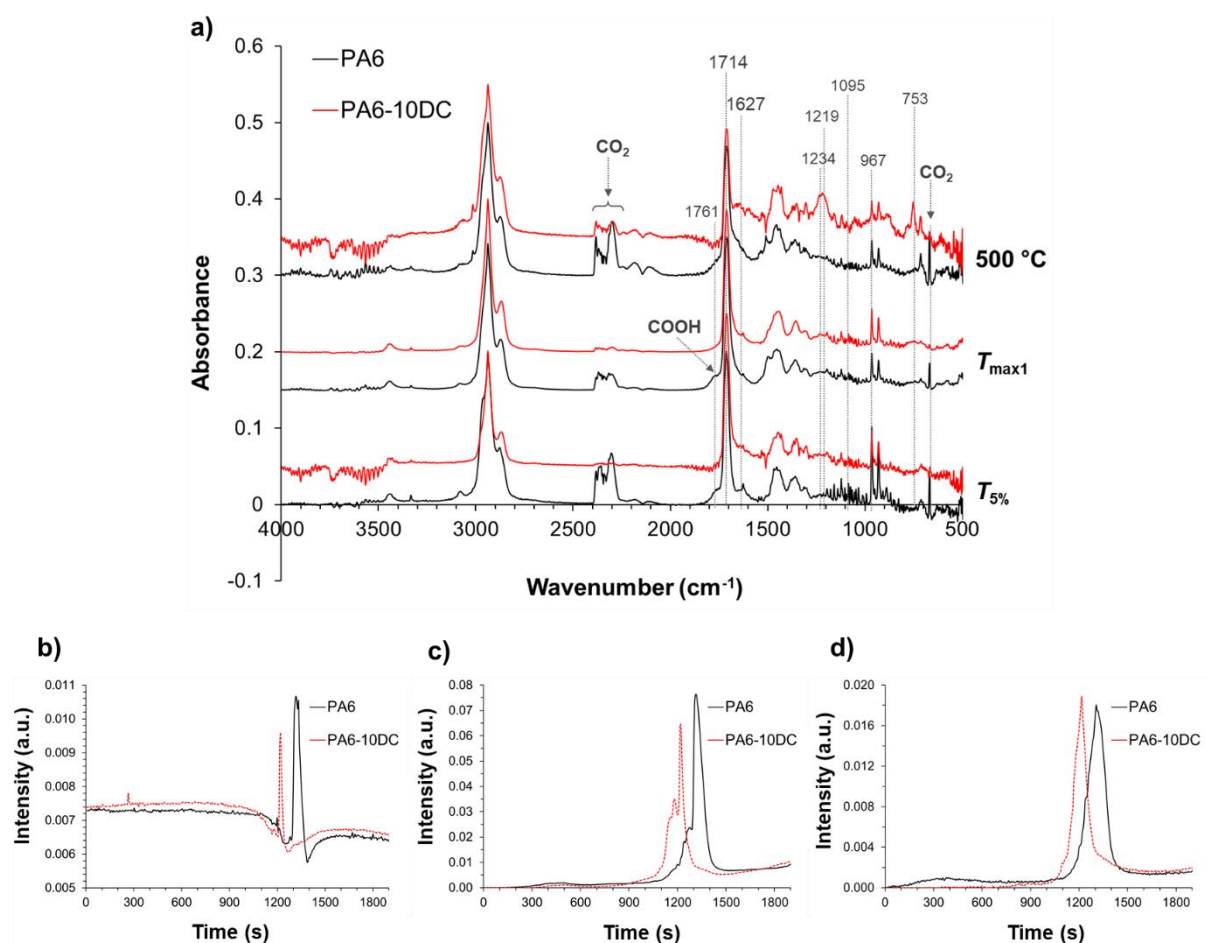 a)
PA6
PA6-10DC
Absorbance
0.6
0.5
0.4
0.3
0.2
0.1
0
-0.1
CO2
1714
1627
1095
1219
1234
753
967
CO2
1761
COOH
500 °C
Tmax1
T5%
4000 3500 3000 2500 2000 1500 1000 500
Wavenumber (cm-1)
b)
Intensity (a.u.)
0.011
0.010
0.009
0.008
0.007
0.006
0.005
PA6
PA6-10DC
0 300 600 900 1200 1500 1800
Time (s)
c)
Intensity (a.u.)
0.08
0.07
0.06
0.05
0.04
0.03
0.02
0.01
0.00
PA6
PA6-10DC
0 300 600 900 1200 1500 1800
Time (s)
d)
Intensity (a.u.)
0.020
0.016
0.012
0.008
0.004
0.000
PA6
PA6-10DC
0 300 600 900 1200 1500 1800
Time (s)